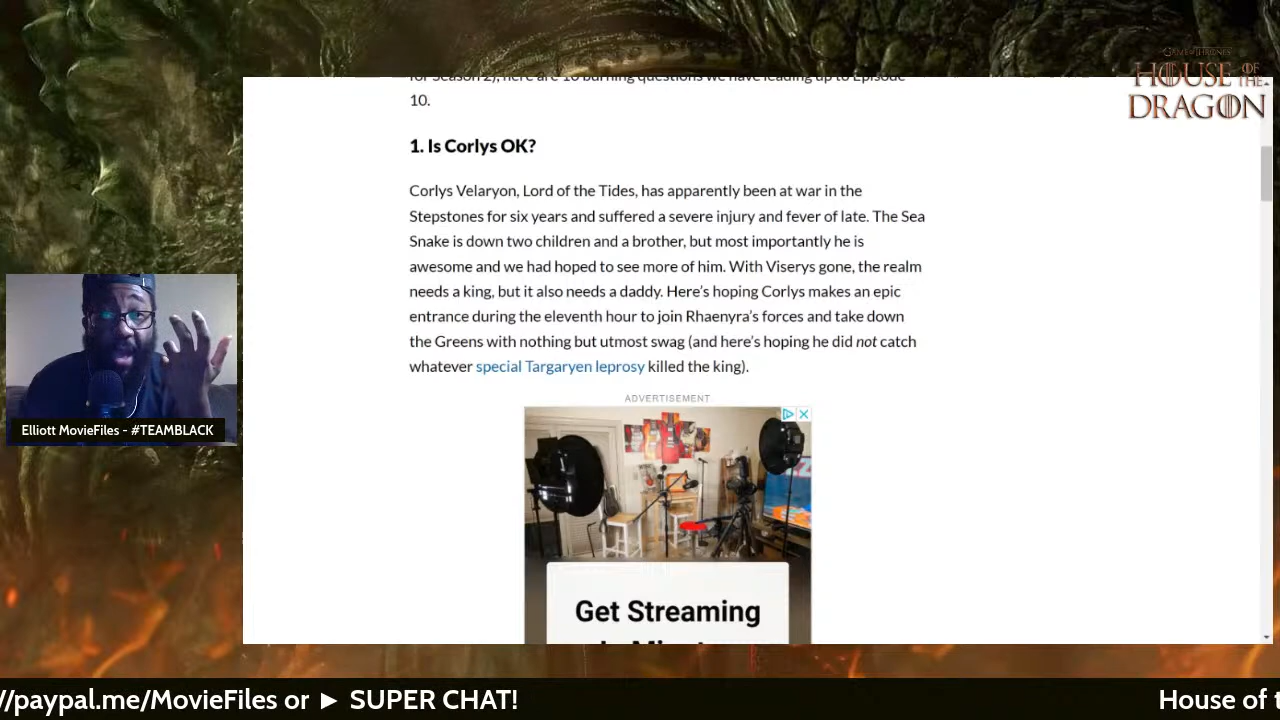 for Season 2), here are 10 burning questions we have leading up to Episode
10.
GAME OF THRONES
HOUSE OF THE
DRAGON
1. Is Corlys OK?
Corlys Velaryon, Lord of the Tides, has apparently been at war in the
Stepstones for six years and suffered a severe injury and fever of late. The Sea
Snake is down two children and a brother, but most importantly he is
awesome and we had hoped to see more of him. With Viserys gone, the realm
needs a king, but it also needs a daddy. Here’s hoping Corlys makes an epic
entrance during the eleventh hour to join Rhaenyra’s forces and take down
the Greens with nothing but utmost swag (and here’s hoping he did not catch
whatever special Targaryen leprosy killed the king).
ADVERTISEMENT
Get Streaming
Elliott MovieFiles - #TEAMBLACK
//paypal.me/MovieFiles or ► SUPER CHAT!
House of t